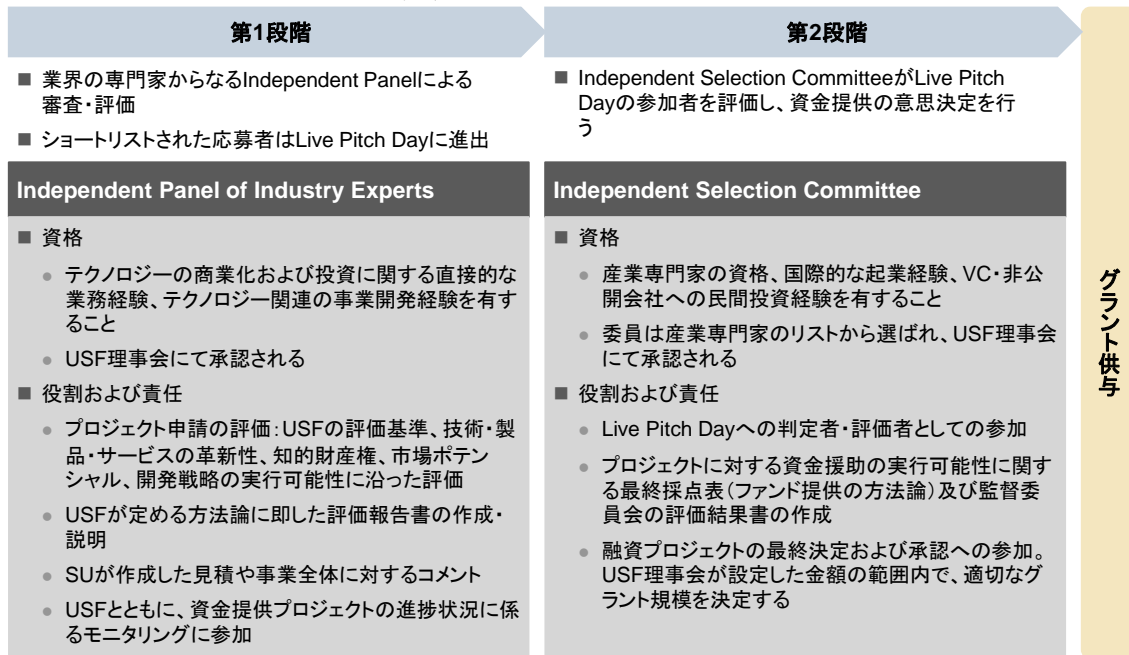 第1段階
■ 業界の専門家からなるIndependent Panelによる
審査・評価
■ ショートリストされた応募者はLive Pitch Dayに進出
Independent Panel of Industry Experts
■ 資格
● テクノロジーの商業化および投資に関する直接的な
業務経験、テクノロジー関連の事業開発経験を有す
ること
● USF理事会にて承認される
■ 役割および責任
● プロジェクト申請の評価：USFの評価基準、技術・製
品・サービスの革新性、知的財産権、市場ポテン
シャル、開発戦略の実行可能性に沿った評価
● USFが定める方法論に即した評価報告書の作成・
説明
● SUが作成した見積や事業全体に対するコメント
● USFとともに、資金提供プロジェクトの進捗状況に係
るモニタリングに参加
第2段階
■ Independent Selection CommitteeがLive Pitch
Dayの参加者を評価し、資金提供の意思決定を行
う
Independent Selection Committee
■ 資格
● 産業専門家の資格、国際的な起業経験、VC・非公
開会社への民間投資経験を有すること
● 委員は産業専門家のリストから選ばれ、USF理事会
にて承認される
■ 役割および責任
● Live Pitch Dayへの判定者・評価者としての参加
● プロジェクトに対する資金援助の実行可能性に関す
る最終採点表（ファンド提供の方法論）及び監督委
員会の評価結果書の作成
● 融資プロジェクトの最終決定および承認への参加。
USF理事会が設定した金額の範囲内で、適切なグ
ラント規模を決定する
グラント供与